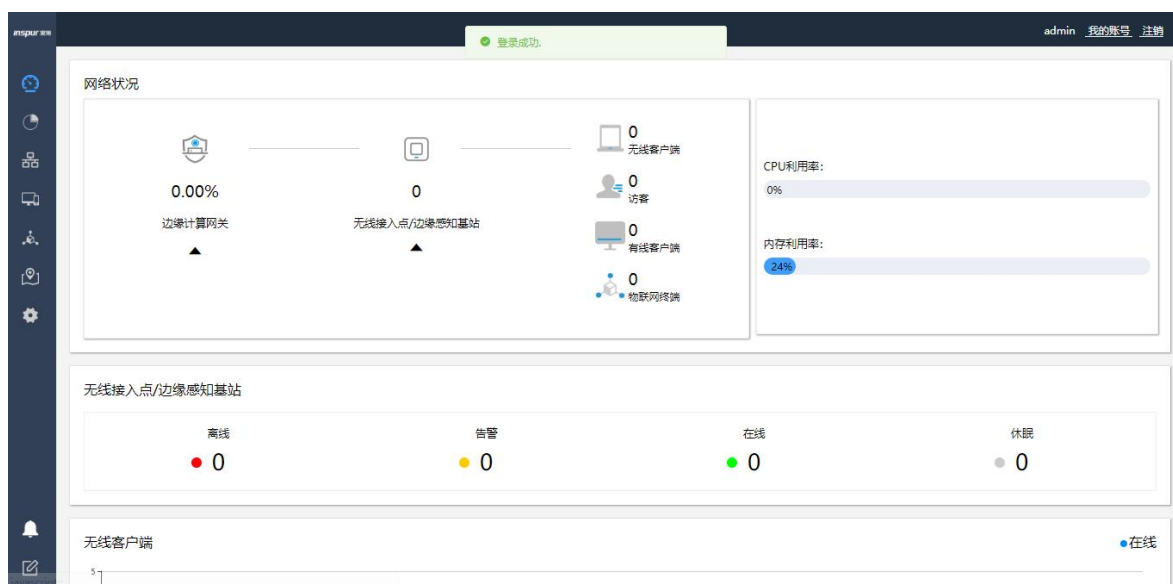 inspur 浪潮
登录成功.
admin 我的账号 注销
网络状况
0.00%
边缘计算网关
0
无线接入点/边缘感知基站
0
无线客户端
0
访客
0
有线客户端
0
物联网终端
CPU利用率:
0%
内存利用率:
24%
无线接入点/边缘感知基站
离线
0
告警
0
在线
0
休眠
0
无线客户端
在线
5